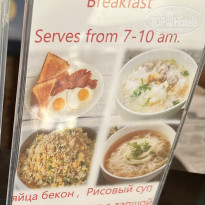 Breakfast
Serves from 7-10 am.
яйца бекон , Рисовый суп